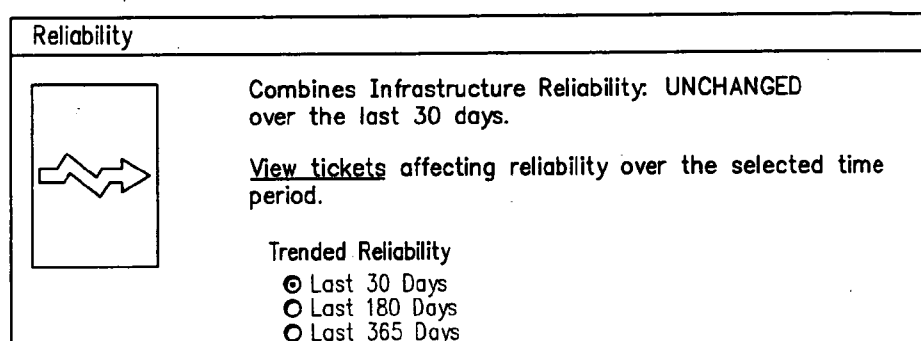 Reliability
Combines Infrastructure Reliability: UNCHANGED
over the last 30 days.
View tickets affecting reliability over the selected time
period.
Trended Reliability
Last 30 Days
Last 180 Days
Last 365 Days